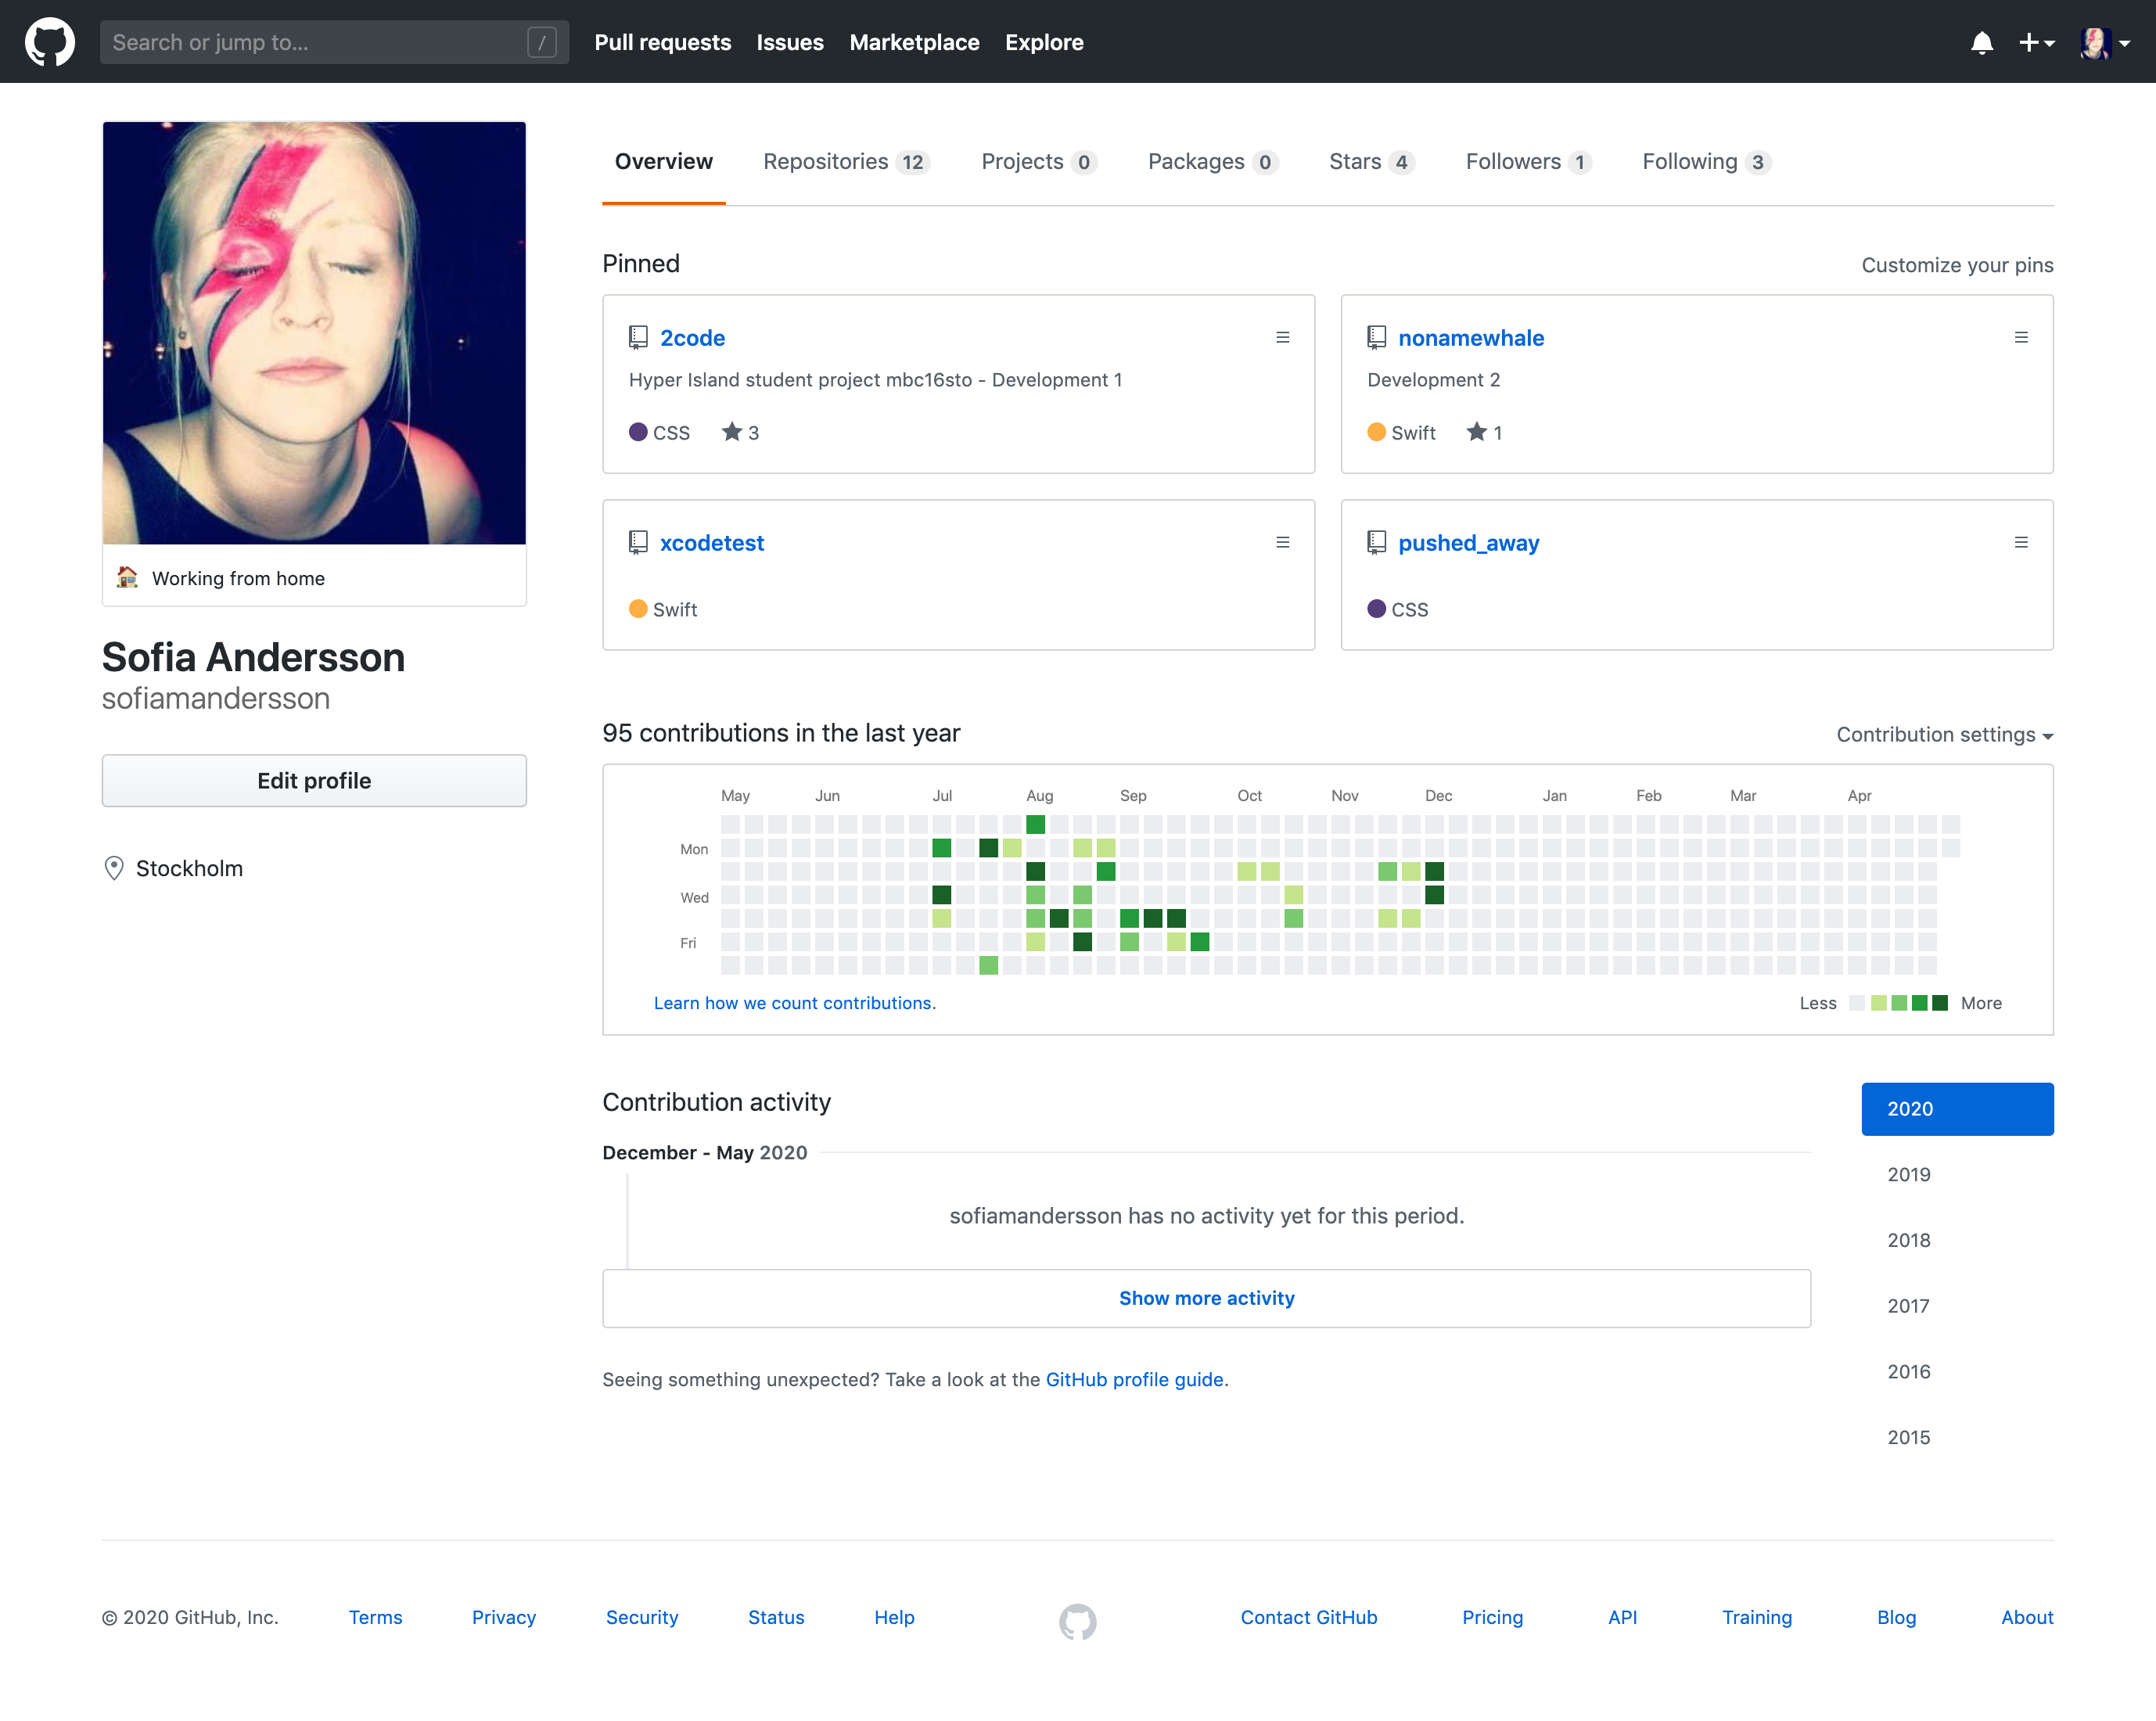 Search or jump to... /
Pull requests Issues Marketplace Explore
Overview Repositories 12 Projects 0 Packages 0 Stars 4 Followers 1 Following 3
Working from home
Sofia Andersson
sofiamandersson
Edit profile
Stockholm
Pinned Customize your pins
2code
Hyper Island student project mbc16sto - Development 1
CSS 3
nonamewhale
Development 2
Swift 1
xcodetest
Swift
pushed_away
CSS
95 contributions in the last year Contribution settings
May Jun Jul Aug Sep Oct Nov Dec Jan Feb Mar Apr
Mon
Wed
Fri
Learn how we count contributions. Less More
Contribution activity
December - May 2020
sofiamandersson has no activity yet for this period.
Show more activity
Seeing something unexpected? Take a look at the GitHub profile guide.
2020
2019
2018
2017
2016
2015
© 2020 GitHub, Inc. Terms Privacy Security Status Help Contact GitHub Pricing API Training Blog About